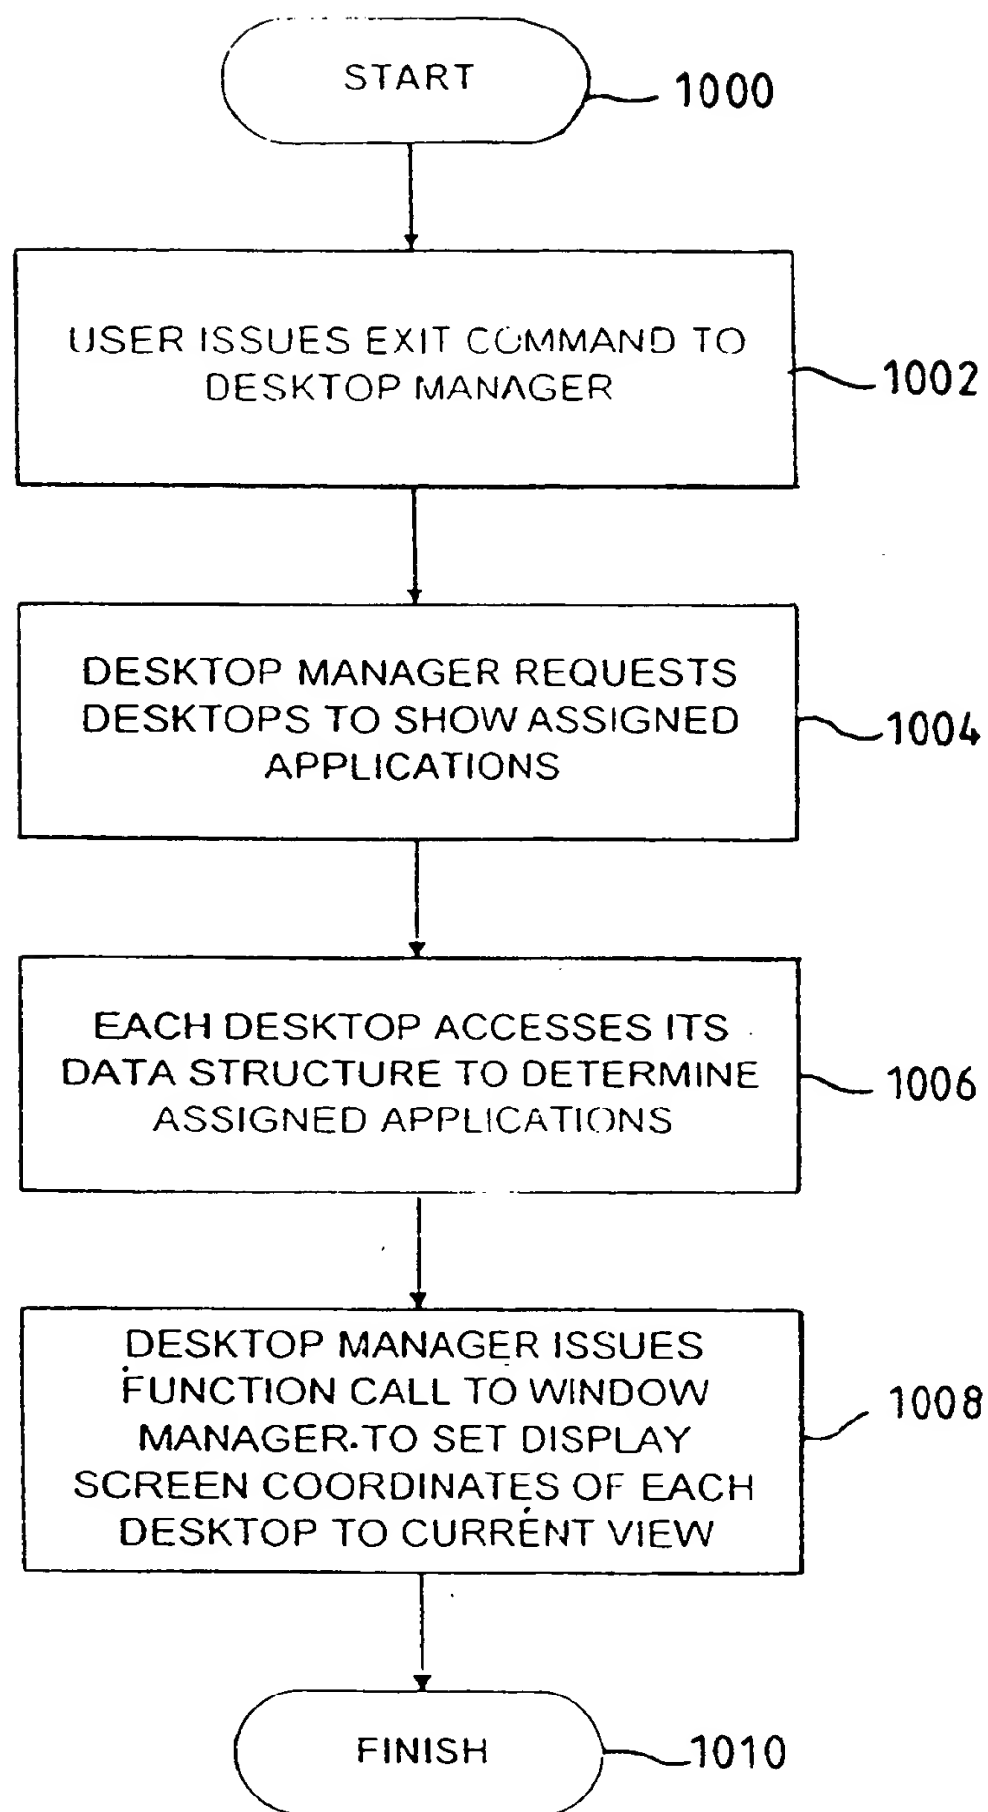 START
1000
USER ISSUES EXIT COMMAND TO
DESKTOP MANAGER
1002
DESKTOP MANAGER REQUESTS
DESKTOPS TO SHOW ASSIGNED
APPLICATIONS
1004
EACH DESKTOP ACCESSES ITS
DATA STRUCTURE TO DETERMINE
ASSIGNED APPLICATIONS
1006
DESKTOP MANAGER ISSUES
FUNCTION CALL TO WINDOW
MANAGER TO SET DISPLAY
SCREEN COORDINATES OF EACH
DESKTOP TO CURRENT VIEW
1008
FINISH
1010